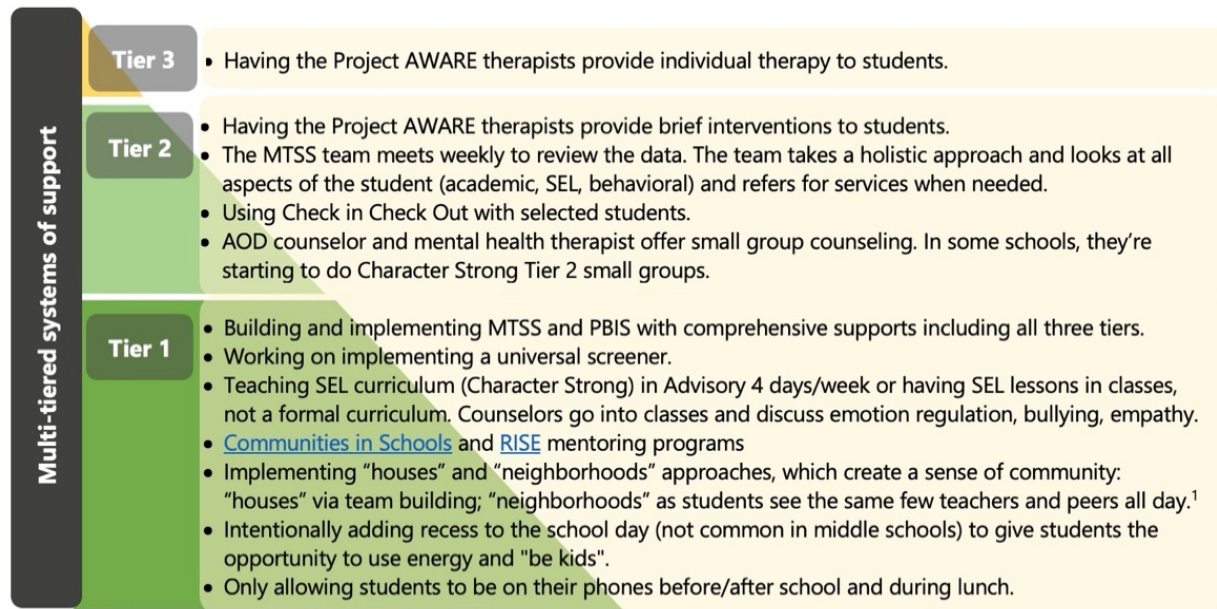 Multi-tiered systems of support
Tier 3
• Having the Project AWARE therapists provide individual therapy to students.
Tier 2
• Having the Project AWARE therapists provide brief interventions to students.
• The MTSS team meets weekly to review the data. The team takes a holistic approach and looks at all
aspects of the student (academic, SEL, behavioral) and refers for services when needed.
• Using Check in Check Out with selected students.
• AOD counselor and mental health therapist offer small group counseling. In some schools, they’re
starting to do Character Strong Tier 2 small groups.
Tier 1
• Building and implementing MTSS and PBIS with comprehensive supports including all three tiers.
• Working on implementing a universal screener.
• Teaching SEL curriculum (Character Strong) in Advisory 4 days/week or having SEL lessons in classes,
not a formal curriculum. Counselors go into classes and discuss emotion regulation, bullying, empathy.
• Communities in Schools and RISE mentoring programs
• Implementing “houses” and “neighborhoods” approaches, which create a sense of community:
“houses” via team building; “neighborhoods” as students see the same few teachers and peers all day.¹
• Intentionally adding recess to the school day (not common in middle schools) to give students the
opportunity to use energy and "be kids".
• Only allowing students to be on their phones before/after school and during lunch.